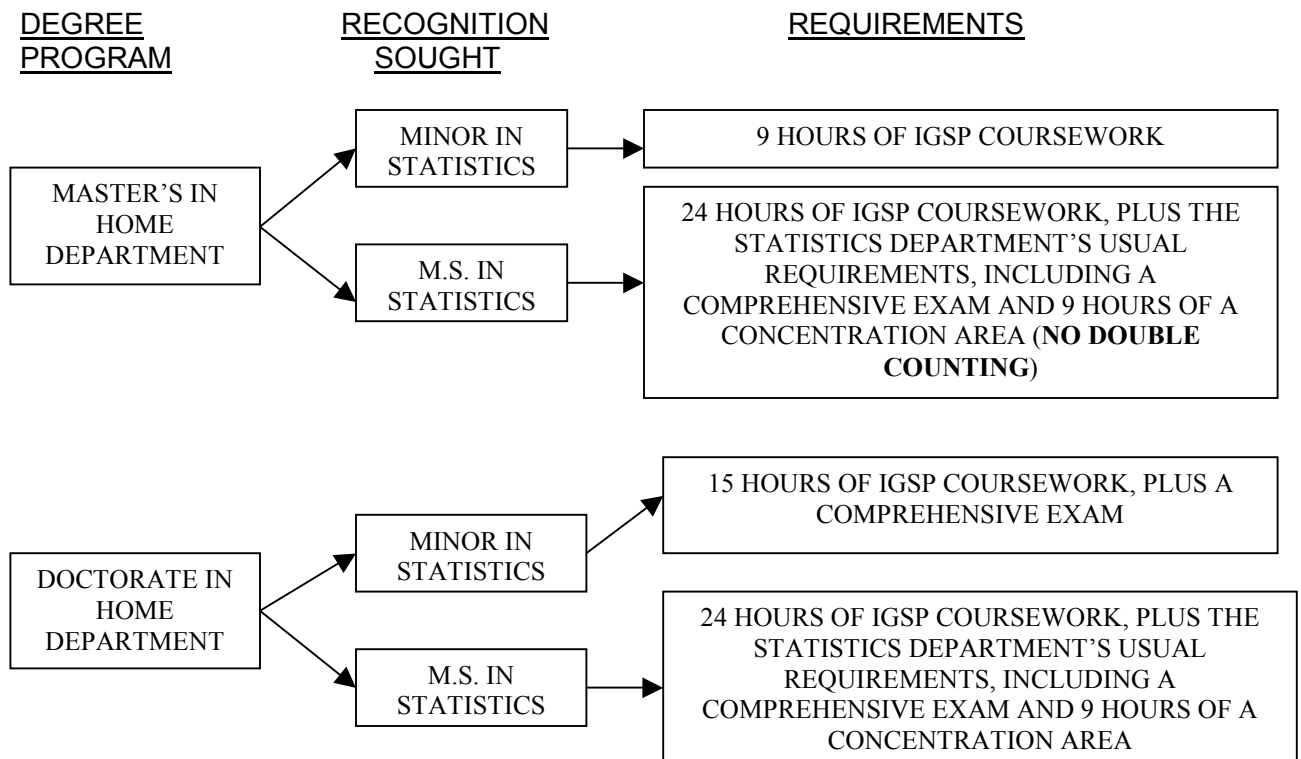 DEGREE PROGRAM
RECOGNITION SOUGHT
REQUIREMENTS
MASTER’S IN
HOME
DEPARTMENT
MINOR IN
STATISTICS
9 HOURS OF IGSP COURSEWORK
M.S. IN
STATISTICS
24 HOURS OF IGSP COURSEWORK, PLUS THE
STATISTICS DEPARTMENT’S USUAL
REQUIREMENTS, INCLUDING A
COMPREHENSIVE EXAM AND 9 HOURS OF A
CONCENTRATION AREA (NO DOUBLE
COUNTING)
DOCTORATE IN
HOME
DEPARTMENT
MINOR IN
STATISTICS
15 HOURS OF IGSP COURSEWORK, PLUS A
COMPREHENSIVE EXAM
M.S. IN
STATISTICS
24 HOURS OF IGSP COURSEWORK, PLUS THE
STATISTICS DEPARTMENT’S USUAL
REQUIREMENTS, INCLUDING A
COMPREHENSIVE EXAM AND 9 HOURS OF A
CONCENTRATION AREA